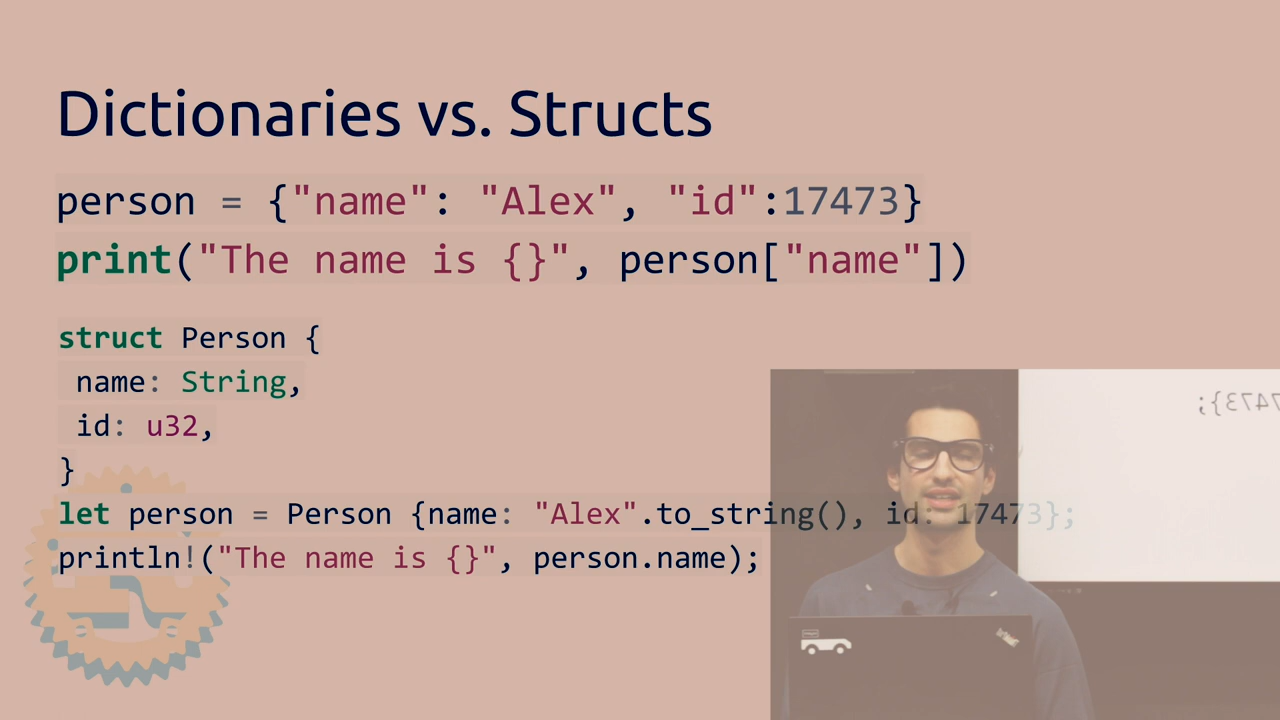 Dictionaries vs. Structs
person = {"name": "Alex", "id":17473}
print("The name is {}", person["name"])
struct Person {
name: String,
id: u32,
}
let person = Person {name: "Alex".to_string(), id: 17473};
println!("The name is {}", person.name);
7473};